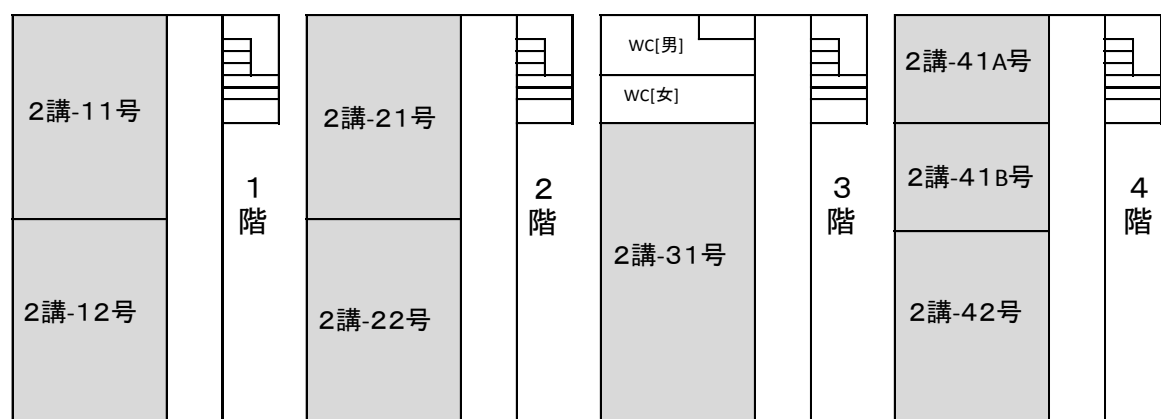 ２講-１１号
２講-１２号
１
階
２講-２１号
２講-２２号
２
階
WC[男]
WC[女]
２講-３１号
３
階
２講-４１A号
２講-４１B号
２講-４２号
４
階